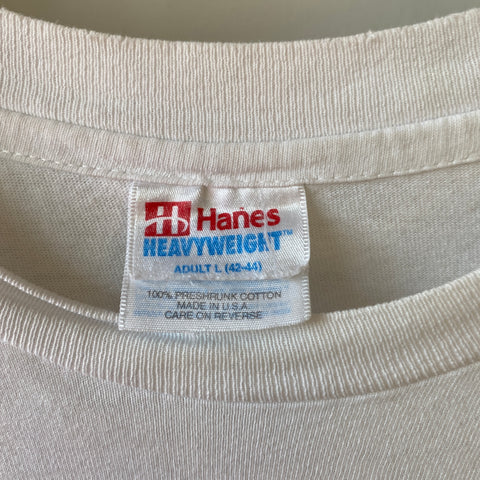 Hanes
HEAVYWEIGHT™
ADULT L (42-44)
100% PRESHRUNK COTTON
MADE IN U.S.A.
CARE ON REVERSE